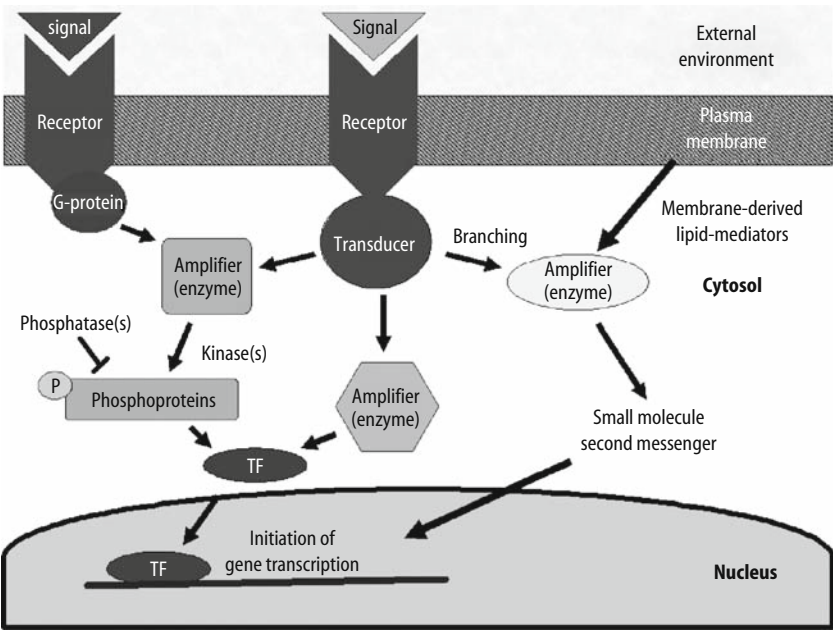 signal
Signal
External
environment
Receptor
Receptor
Plasma
membrane
G-protein
Transducer
Branching
Membrane-derived
lipid-mediators
Amplifier
(enzyme)
Amplifier
(enzyme)
Cytosol
Phosphatase(s)
Kinase(s)
P
Phosphoproteins
Amplifier
(enzyme)
Small molecule
second messenger
TF
Initiation of
gene transcription
TF
Nucleus